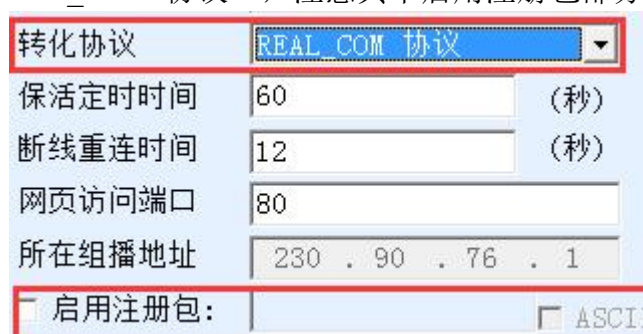 转化协议 REAL_COM 协议
保活定时时间 60 (秒)
断线重连时间 12 (秒)
网页访问端口 80
所在组播地址 230 . 90 . 76 . 1
启用注册包: ASCI